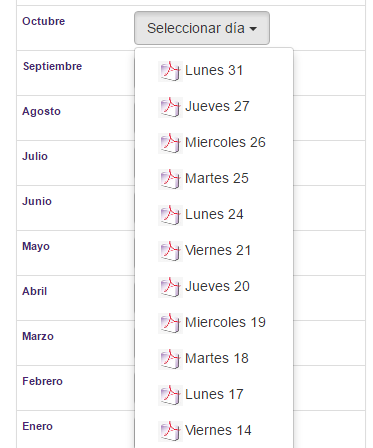 Octubre
Seleccionar día
Septiembre
Lunes 31
Agosto
Jueves 27
Miercoles 26
Julio
Martes 25
Junio
Lunes 24
Mayo
Viernes 21
Abril
Jueves 20
Marzo
Miercoles 19
Martes 18
Febrero
Lunes 17
Enero
Viernes 14